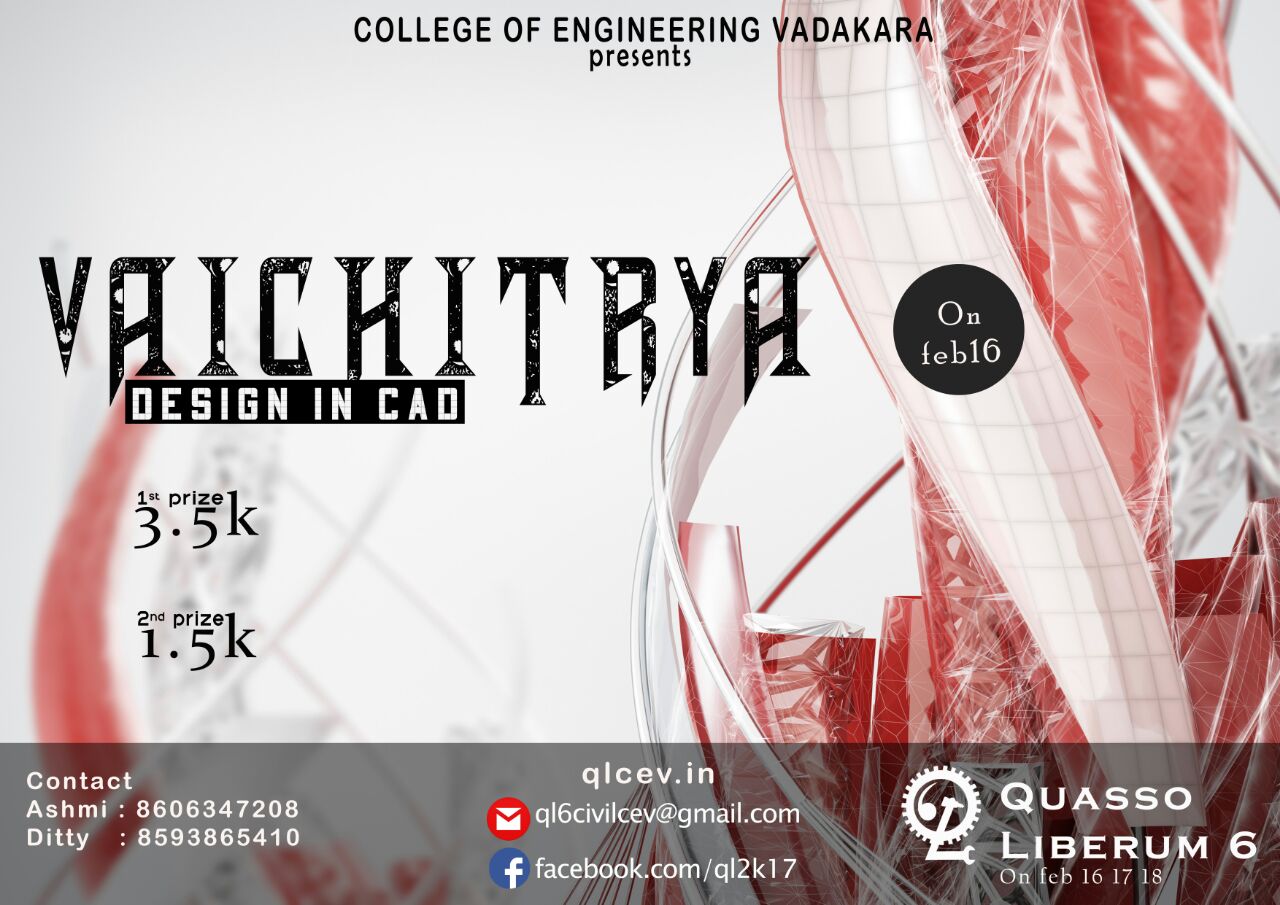 COLLEGE OF ENGINEERING VADAKARA
presents
VAICHITRYA
DESIGN IN CAD
On
feb16
1st prize
3.5k
2nd prize
1.5k
Contact
Ashmi : 8606347208
Ditty : 8593865410
qlcev.in
ql6civilcev@gmail.com
facebook.com/ql2k17
QUASSO
LIBERUM 6
On feb 16 17 18